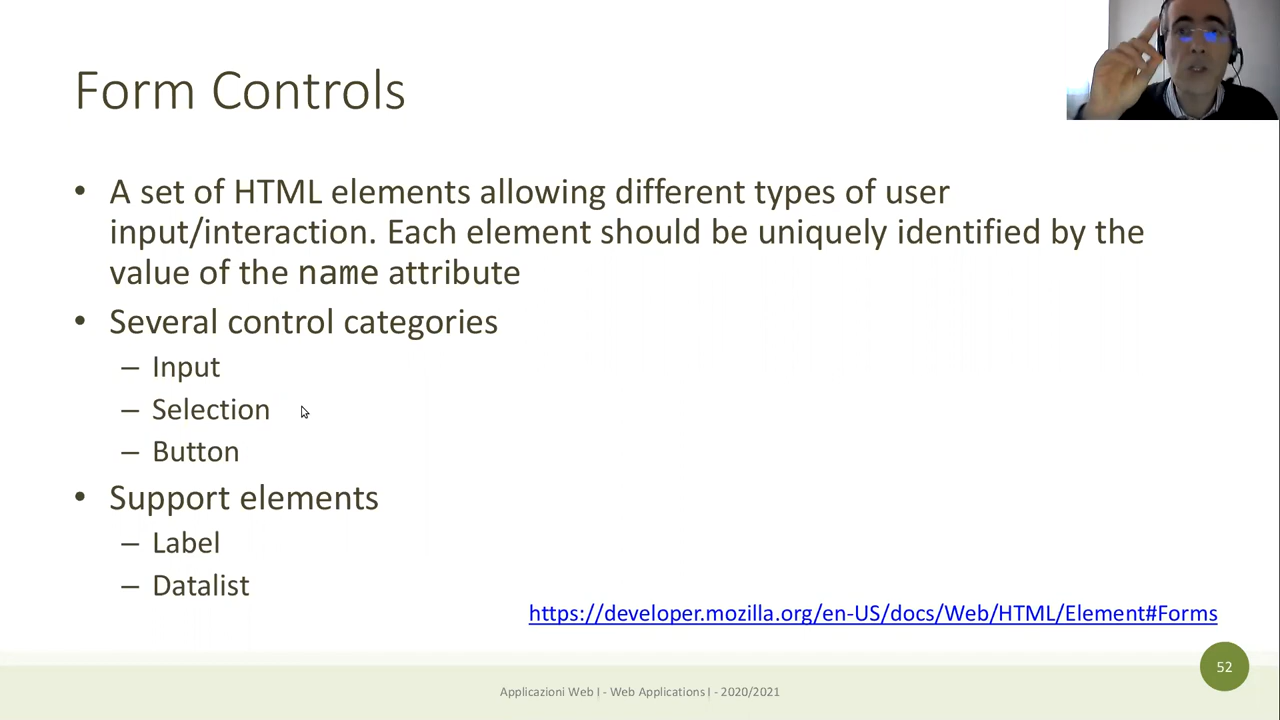 Form Controls
• A set of HTML elements allowing different types of user
input/interaction. Each element should be uniquely identified by the
value of the name attribute
• Several control categories
– Input
– Selection
– Button
• Support elements
– Label
– Datalist
https://developer.mozilla.org/en-US/docs/Web/HTML/Element#Forms
52
Applicazioni Web I - Web Applications I - 2020/2021